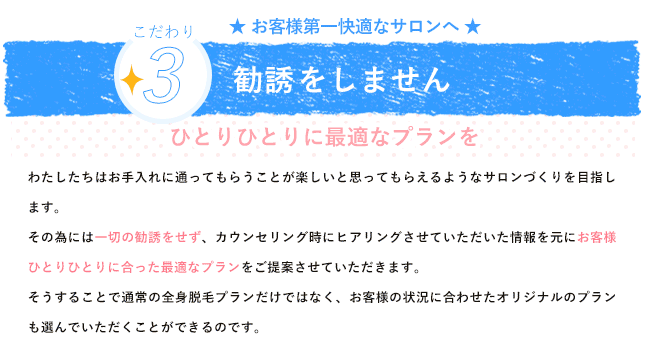 ★ お客様第一快適なサロンへ ★
こだわり
3
勧誘をしません
ひとりひとりに最適なプランを
わたしたちはお手入れに通ってもらうことが楽しいと思ってもらえるようなサロンづくりを目指し
ます。
その為には一切の勧誘をせず、カウンセリング時にヒアリングさせていただいた情報を元にお客様
ひとりひとりに合った最適なプランをご提案させていただきます。
そうすることで通常の全身脱毛プランだけではなく、お客様の状況に合わせたオリジナルのプラン
も選んでいただくことができるのです。